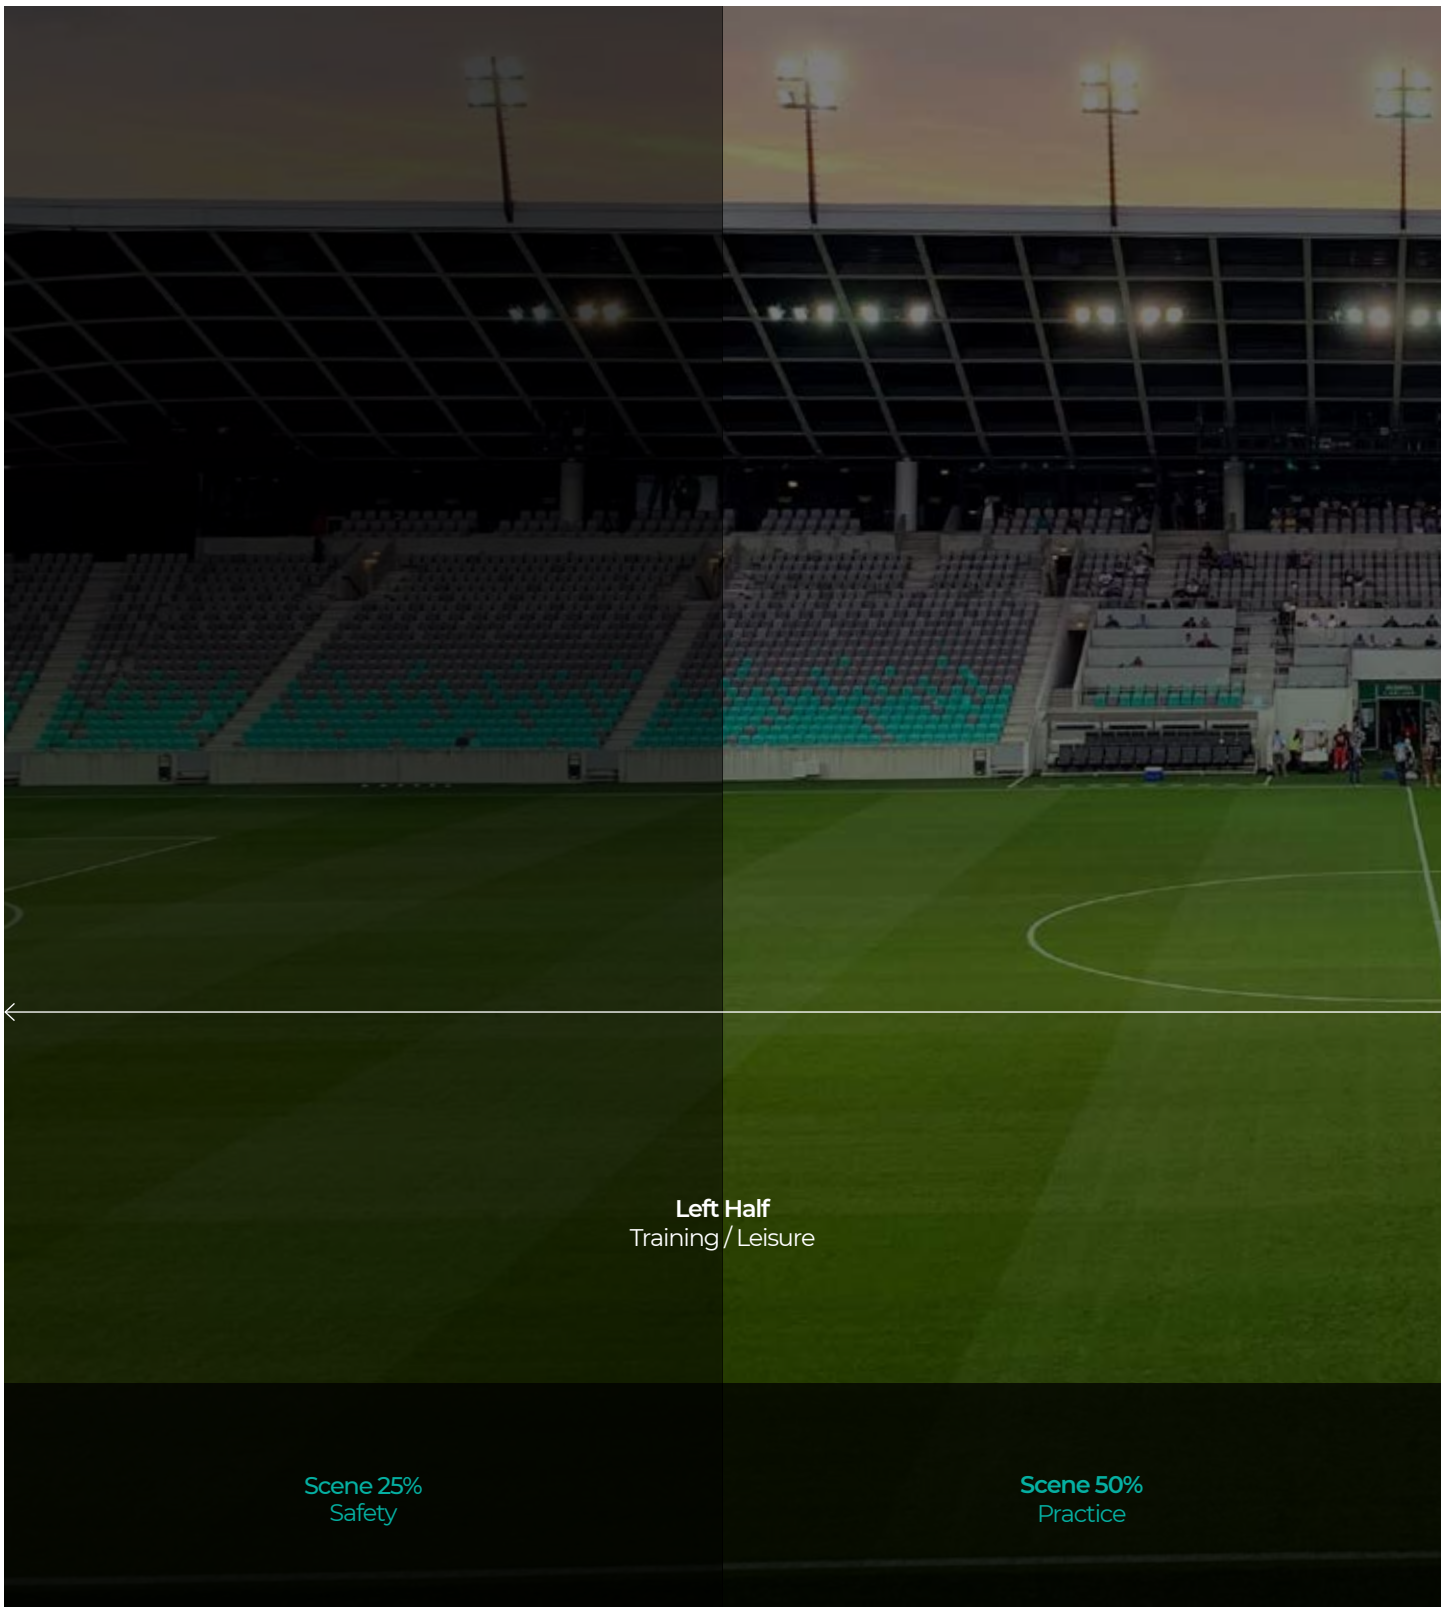 Left Half
Training / Leisure
Scene 25%
Safety
Scene 50%
Practice